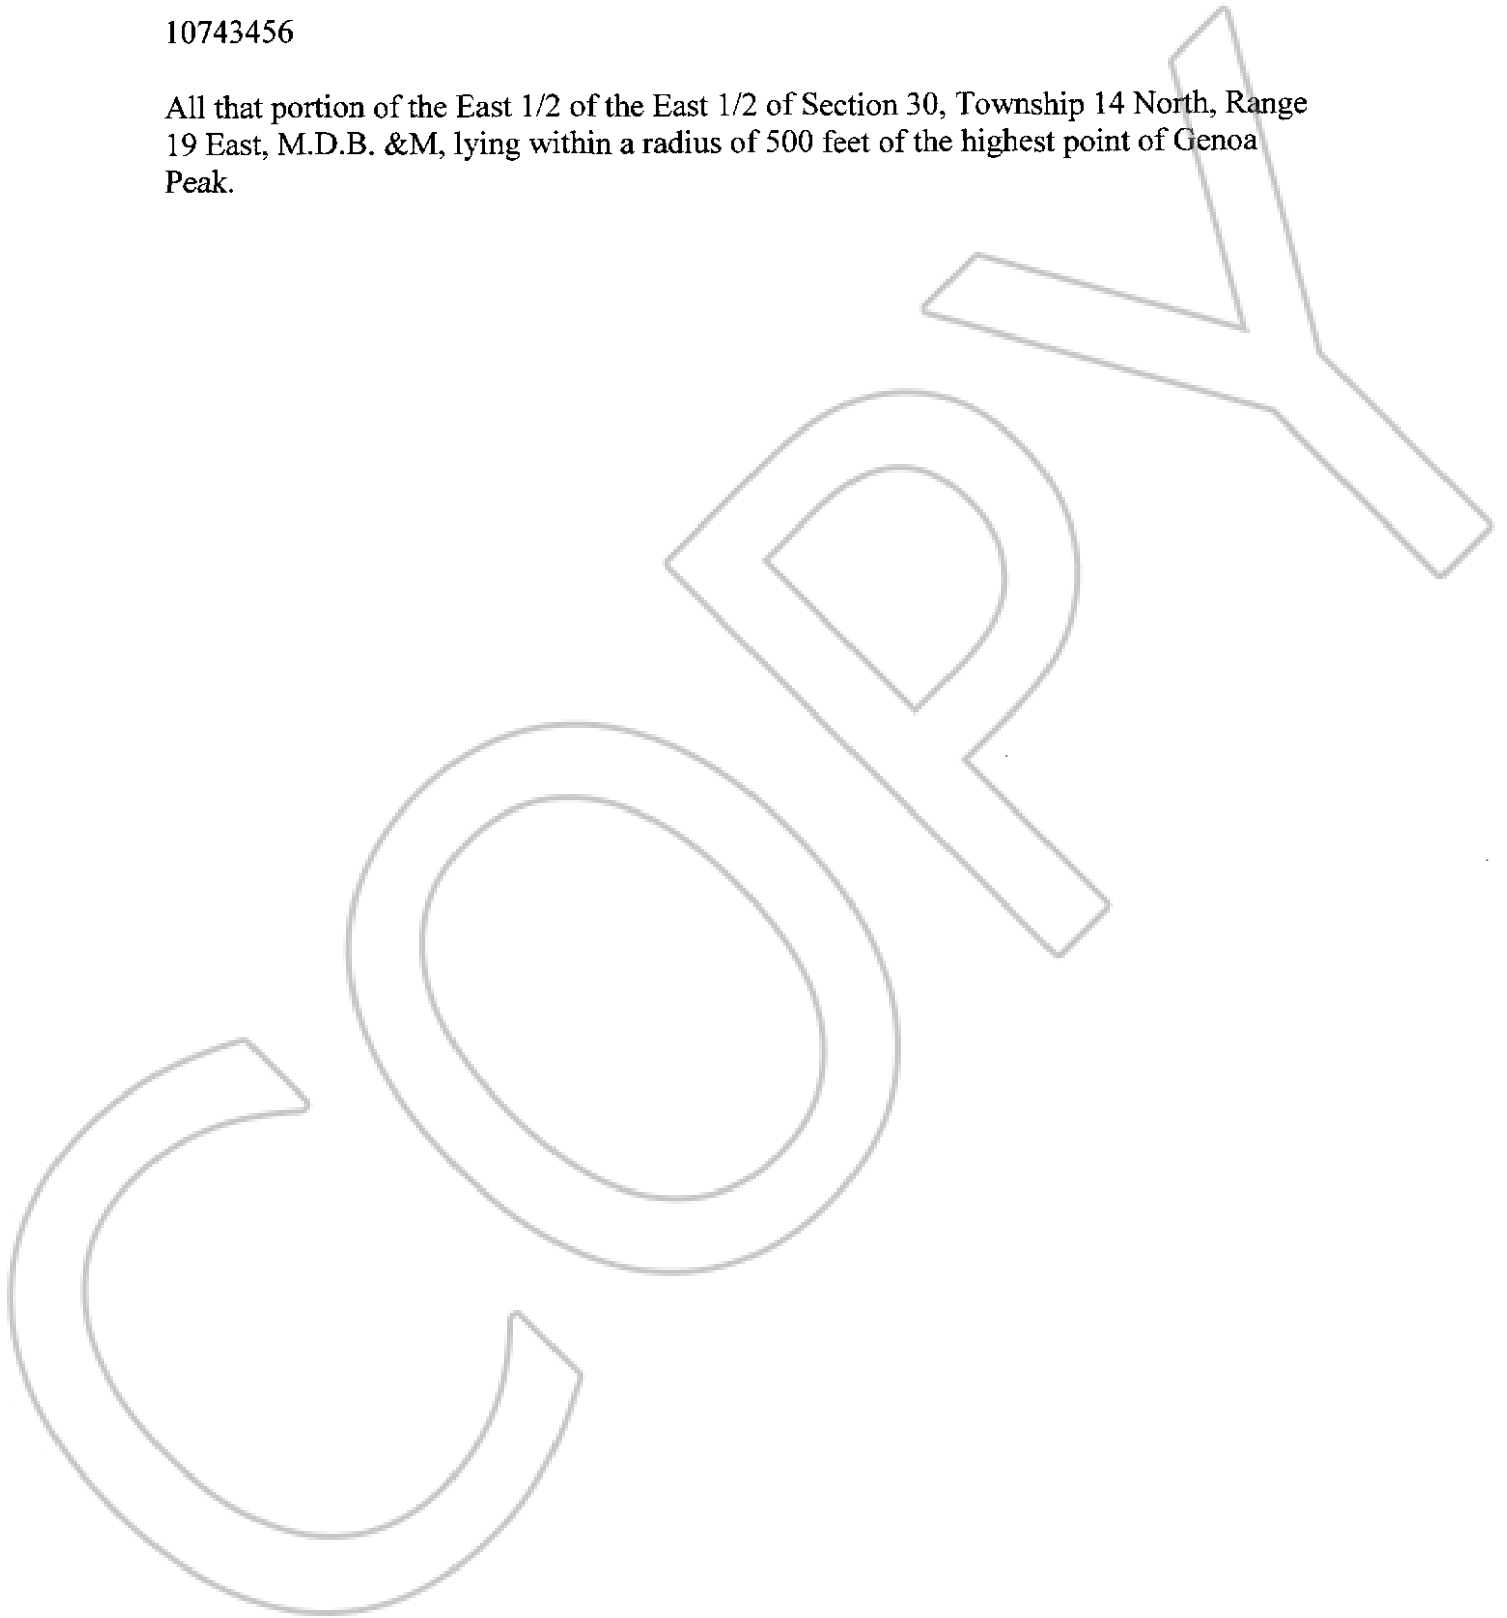 10743456
All that portion of the East 1/2 of the East 1/2 of Section 30, Township 14 North, Range
19 East, M.D.B. &M, lying within a radius of 500 feet of the highest point of Genoa
Peak.
COPY